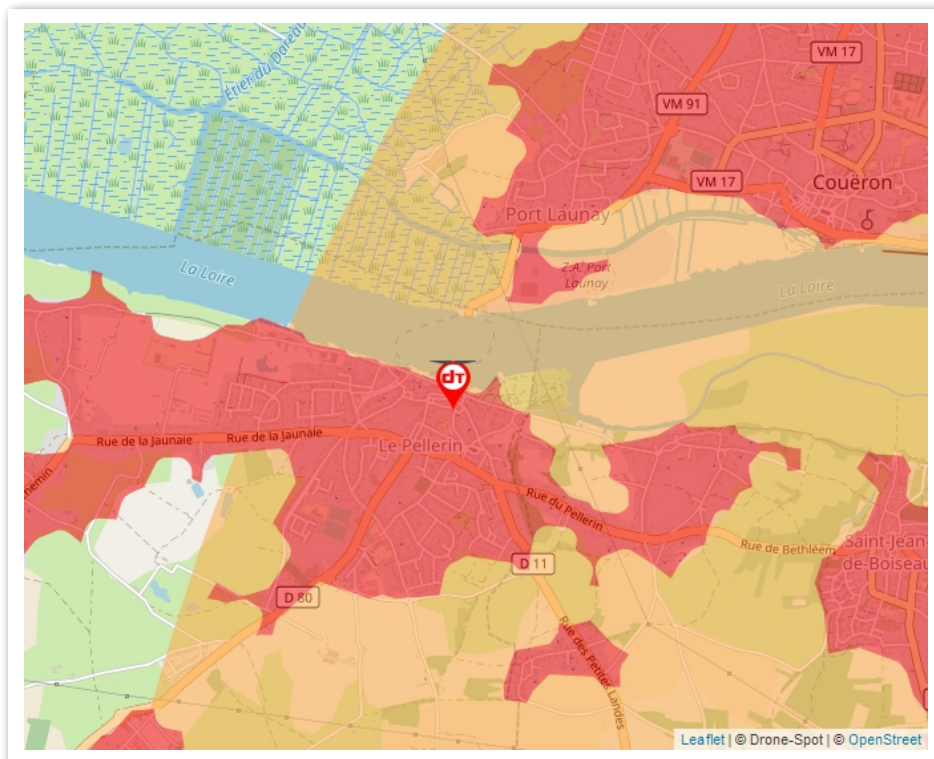 Étier du Dareau
VM 17
VM 91
VM 17
Couëron
Port Launay
La Loire
Z.A. Port
Launay
La Loire
dT
Rue de la Jaunaie
Rue de la Jaunaie
Le Pellerin
Rue du Pellerin
Rue de Bethléem
Saint-Jean-
de-Boiseau
D 11
D 80
Rue des Petites Landes
Leaflet | © Drone-Spot | © OpenStreet